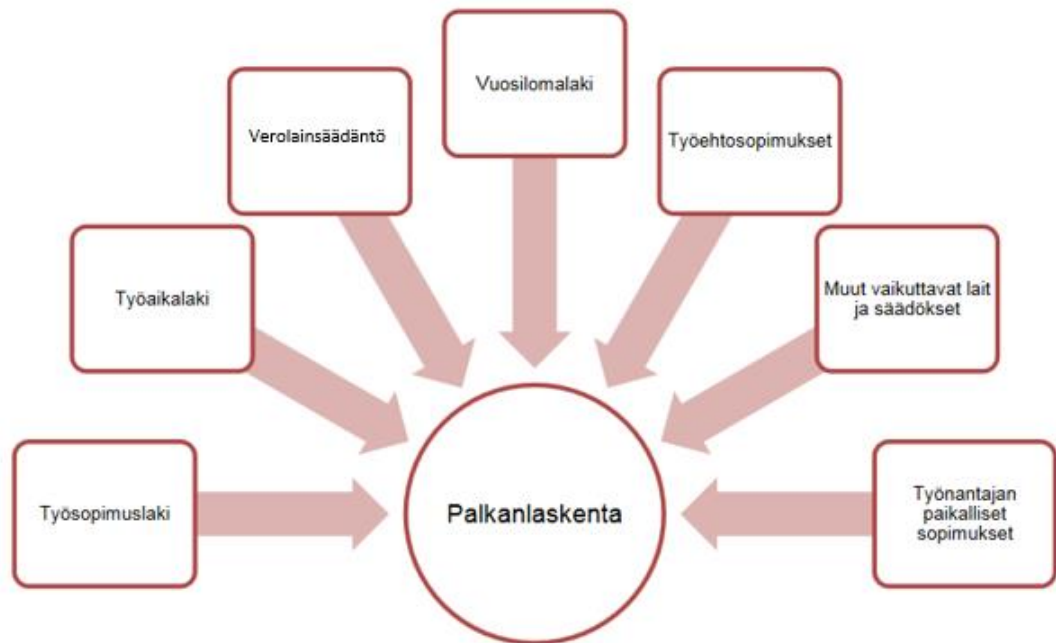 Vuosilomalaki
Verolainsäädäntö
Työehtosopimukset
Työaikalaki
Muut vaikuttavat lait
ja säädökset
Työsopimuslaki
Palkanlaskenta
Työnantajan
paikalliset
sopimukset